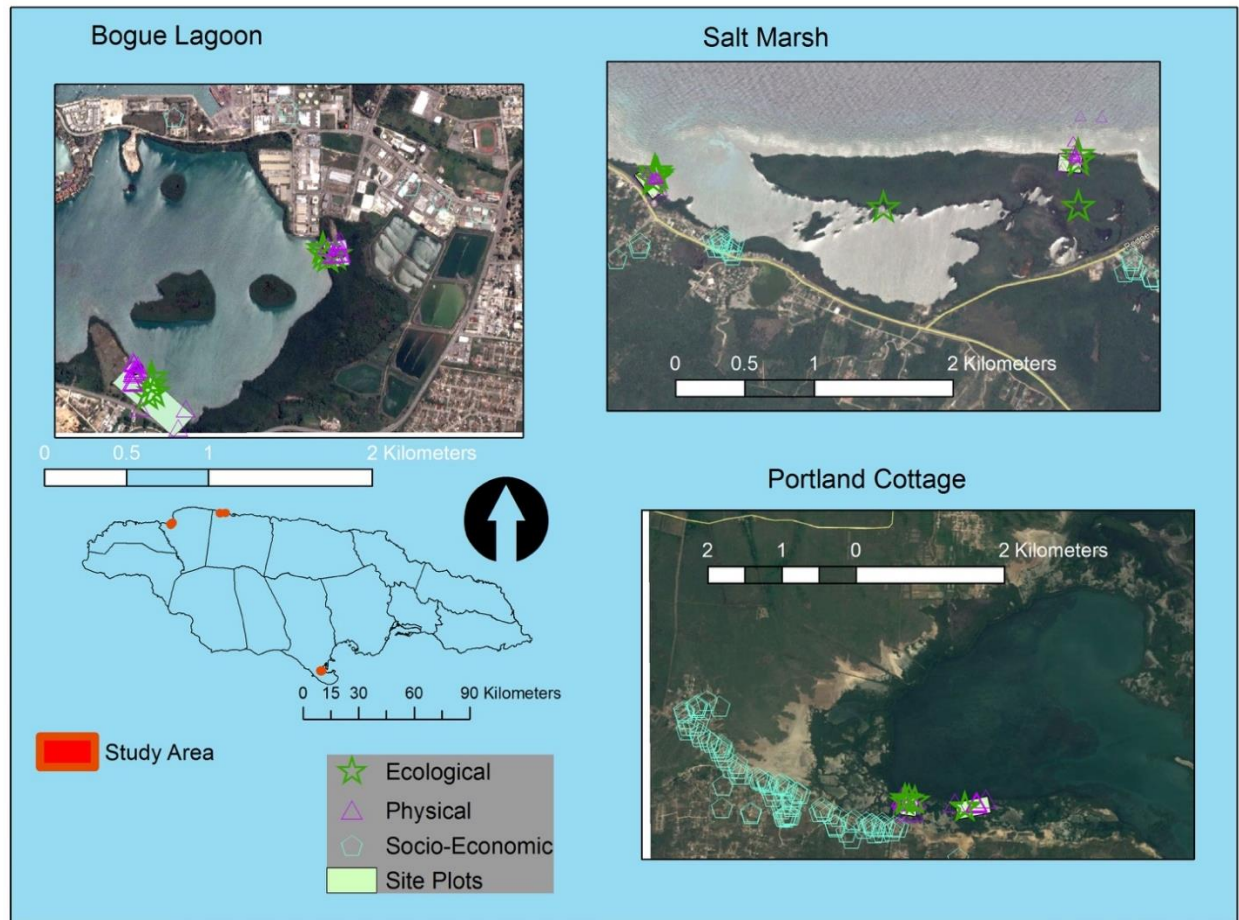 Bogue Lagoon
Salt Marsh
0 0.5 1 2 Kilometers
0 0.5 1 2 Kilometers
Portland Cottage
2 1 0 2 Kilometers
0 15 30 60 90 Kilometers
Study Area
Ecological
Physical
Socio-Economic
Site Plots